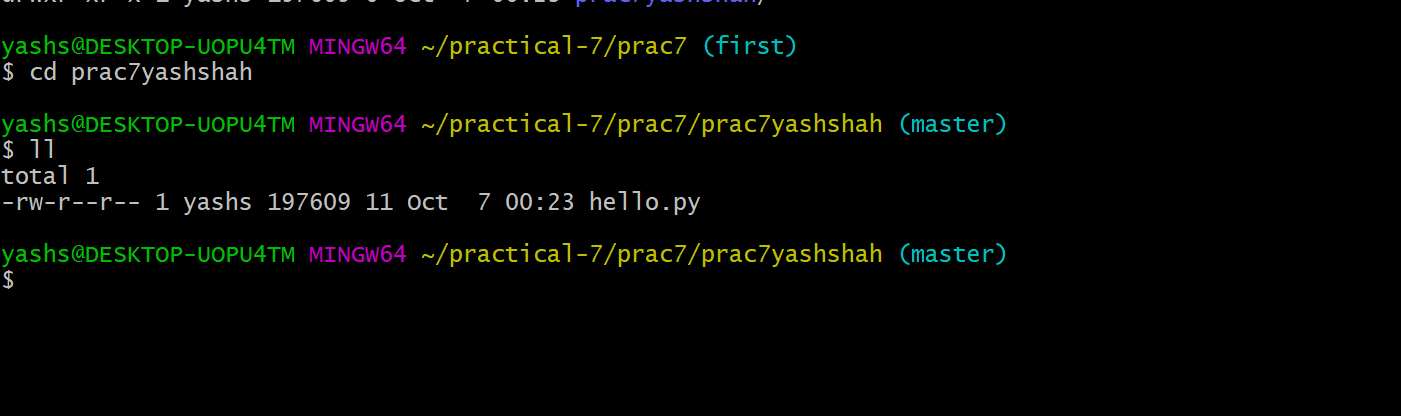 yashs@DESKTOP-UOPU4TM MINGW64 ~/practical-7/prac7 (first)
$ cd prac7yashshah
yashs@DESKTOP-UOPU4TM MINGW64 ~/practical-7/prac7/prac7yashshah (master)
$ ll
total 1
-rw-r--r-- 1 yashs 197609 11 Oct  7 00:23 hello.py
yashs@DESKTOP-UOPU4TM MINGW64 ~/practical-7/prac7/prac7yashshah (master)
$